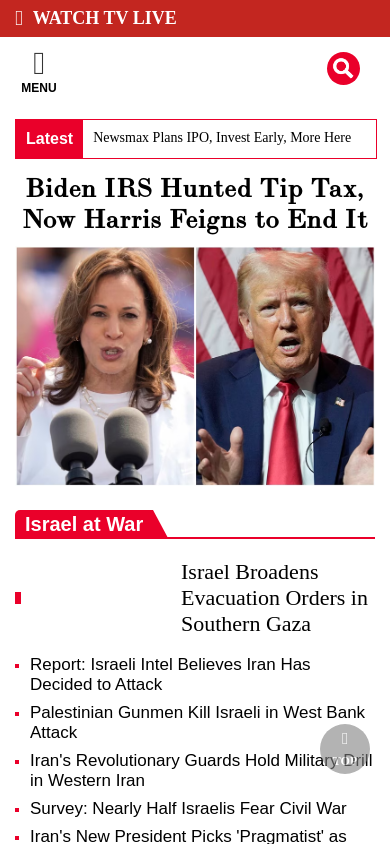 WATCH TV LIVE
MENU
Latest
Newsmax Plans IPO, Invest Early, More Here
Biden IRS Hunted Tip Tax,
Now Harris Feigns to End It
Israel at War
Israel Broadens
Evacuation Orders in
Southern Gaza
Report: Israeli Intel Believes Iran Has
Decided to Attack
Palestinian Gunmen Kill Israeli in West Bank
Attack
Iran's Revolutionary Guards Hold Military Drill
in Western Iran
TOP
Survey: Nearly Half Israelis Fear Civil War
Iran's New President Picks 'Pragmatist' as